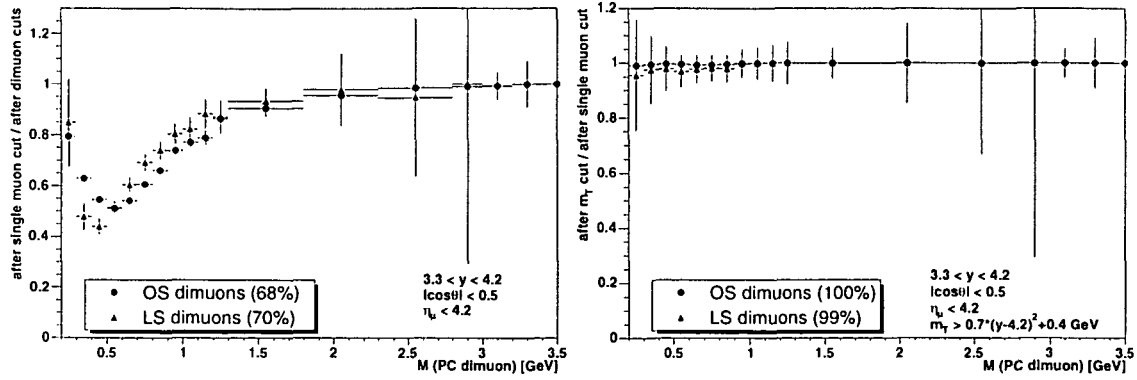 after single muon cut / after dimuon cuts
1
0.8
0.6
0.4
0.2
0
0.5
1
1.5
2
2.5
3
3.5
M (PC dimuon) [GeV]
OS dimuons (68%)
LS dimuons (70%)
3.3 < y < 4.2
|cosθ| < 0.5
η_μ < 4.2
after m_T cut / after single muon cut
1.2
1
0.8
0.6
0.4
0.2
0
0.5
1
1.5
2
2.5
3
3.5
M (PC dimuon) [GeV]
OS dimuons (100%)
LS dimuons (99%)
3.3 < y < 4.2
|cosθ| < 0.5
η_μ < 4.2
m_T > 0.7*(y-4.2)² +0.4 GeV